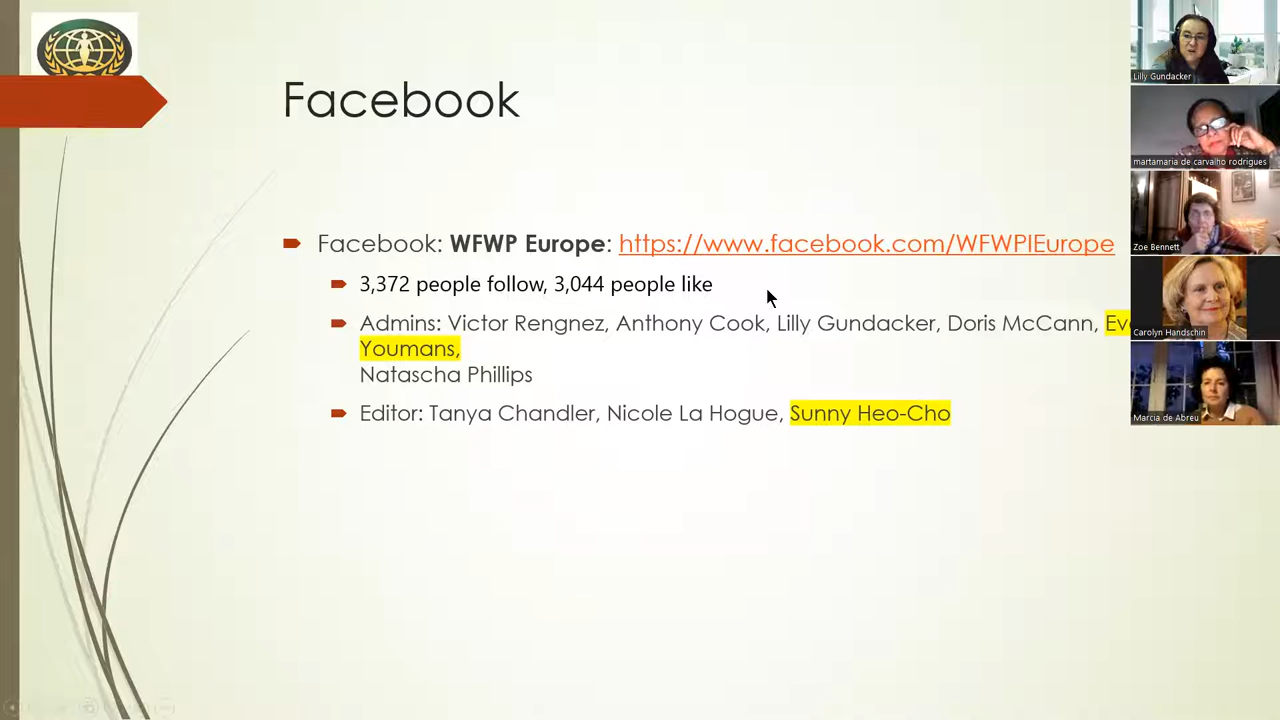 Facebook
Facebook: WFWP Europe: https://www.facebook.com/WFWPIEurope
3,372 people follow, 3,044 people like
Admins: Victor Rengnez, Anthony Cook, Lilly Gundacker, Doris McCann,
Youmans,
Natascha Phillips
Editor: Tanya Chandler, Nicole La Hogue, Sunny Heo-Cho
Lilly Gundacker
martamaria de carvalho rodrigues
Zoe Bennett
Carolyn Handschin
Marcia de Abreu